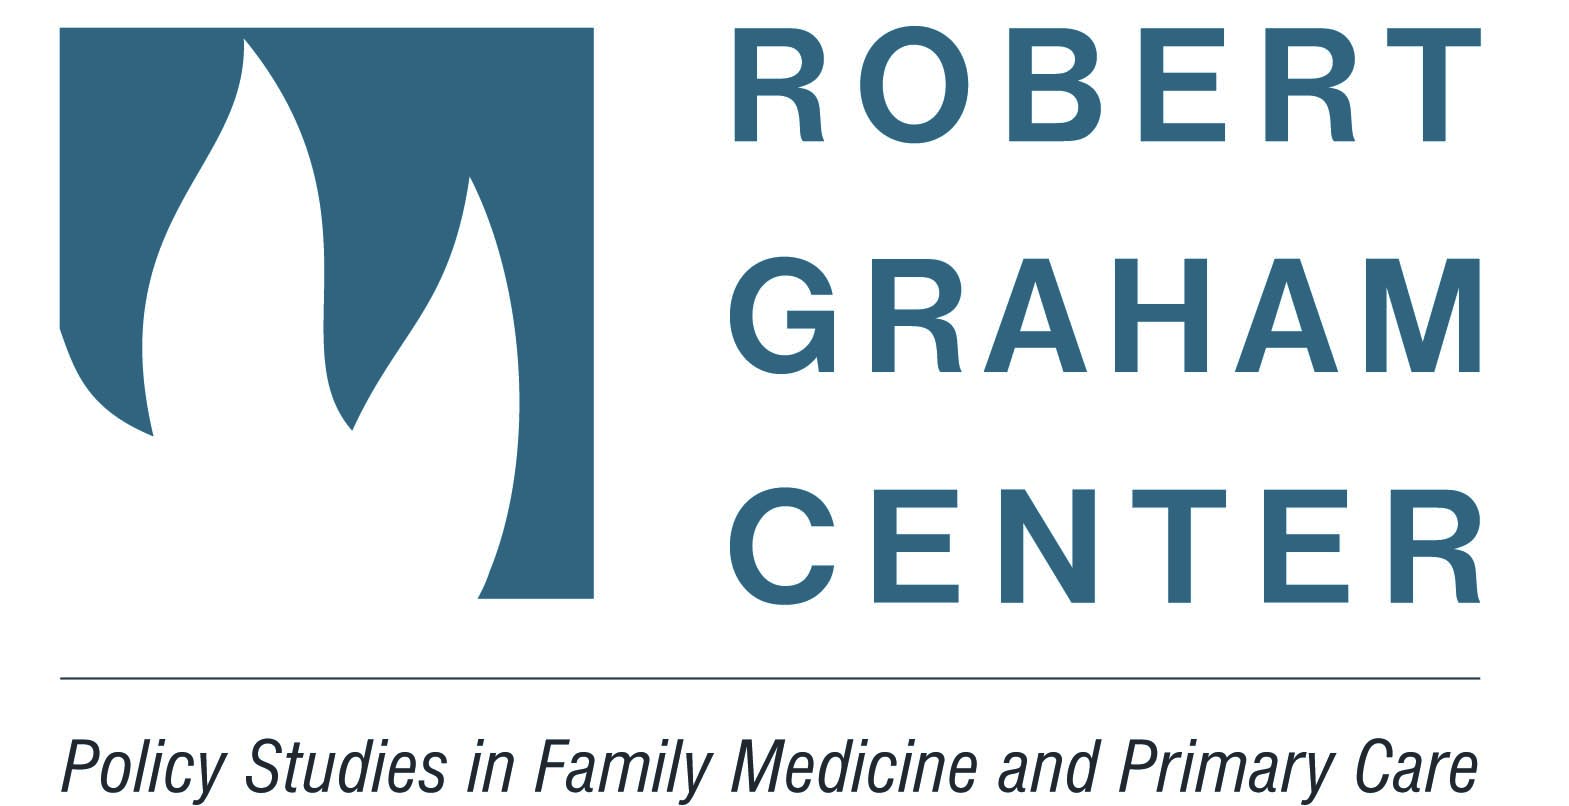 ROBERT
GRAHAM
CENTER
Policy Studies in Family Medicine and Primary Care